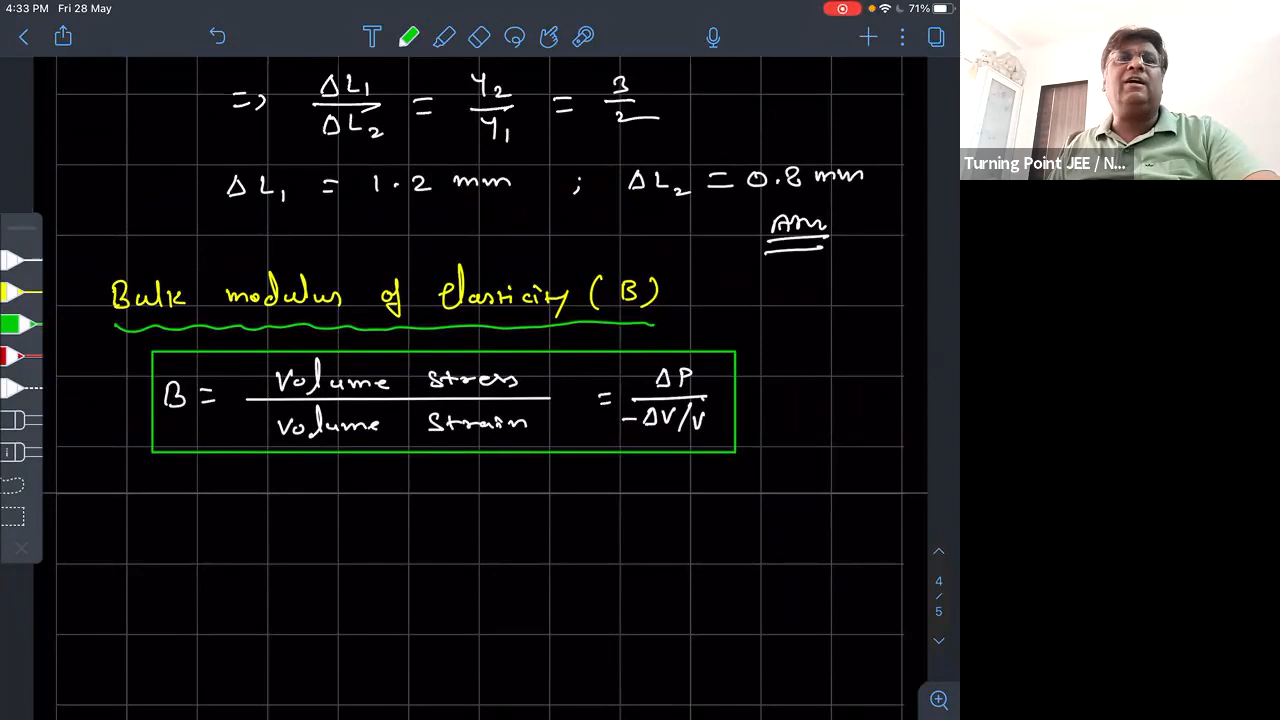 4:33 PM Fri 28 May 71%
=> ΔL1/ΔL2 = Y2/Y1 = 3/2
ΔL1 = 1.2 mm ; ΔL2 = 0.8 mm
Ans
Bulk modulus of Elasticity (B)
B = Volume stress / Volume Strain = ΔP / -ΔV/V
4/5
Turning Point JEE / N...